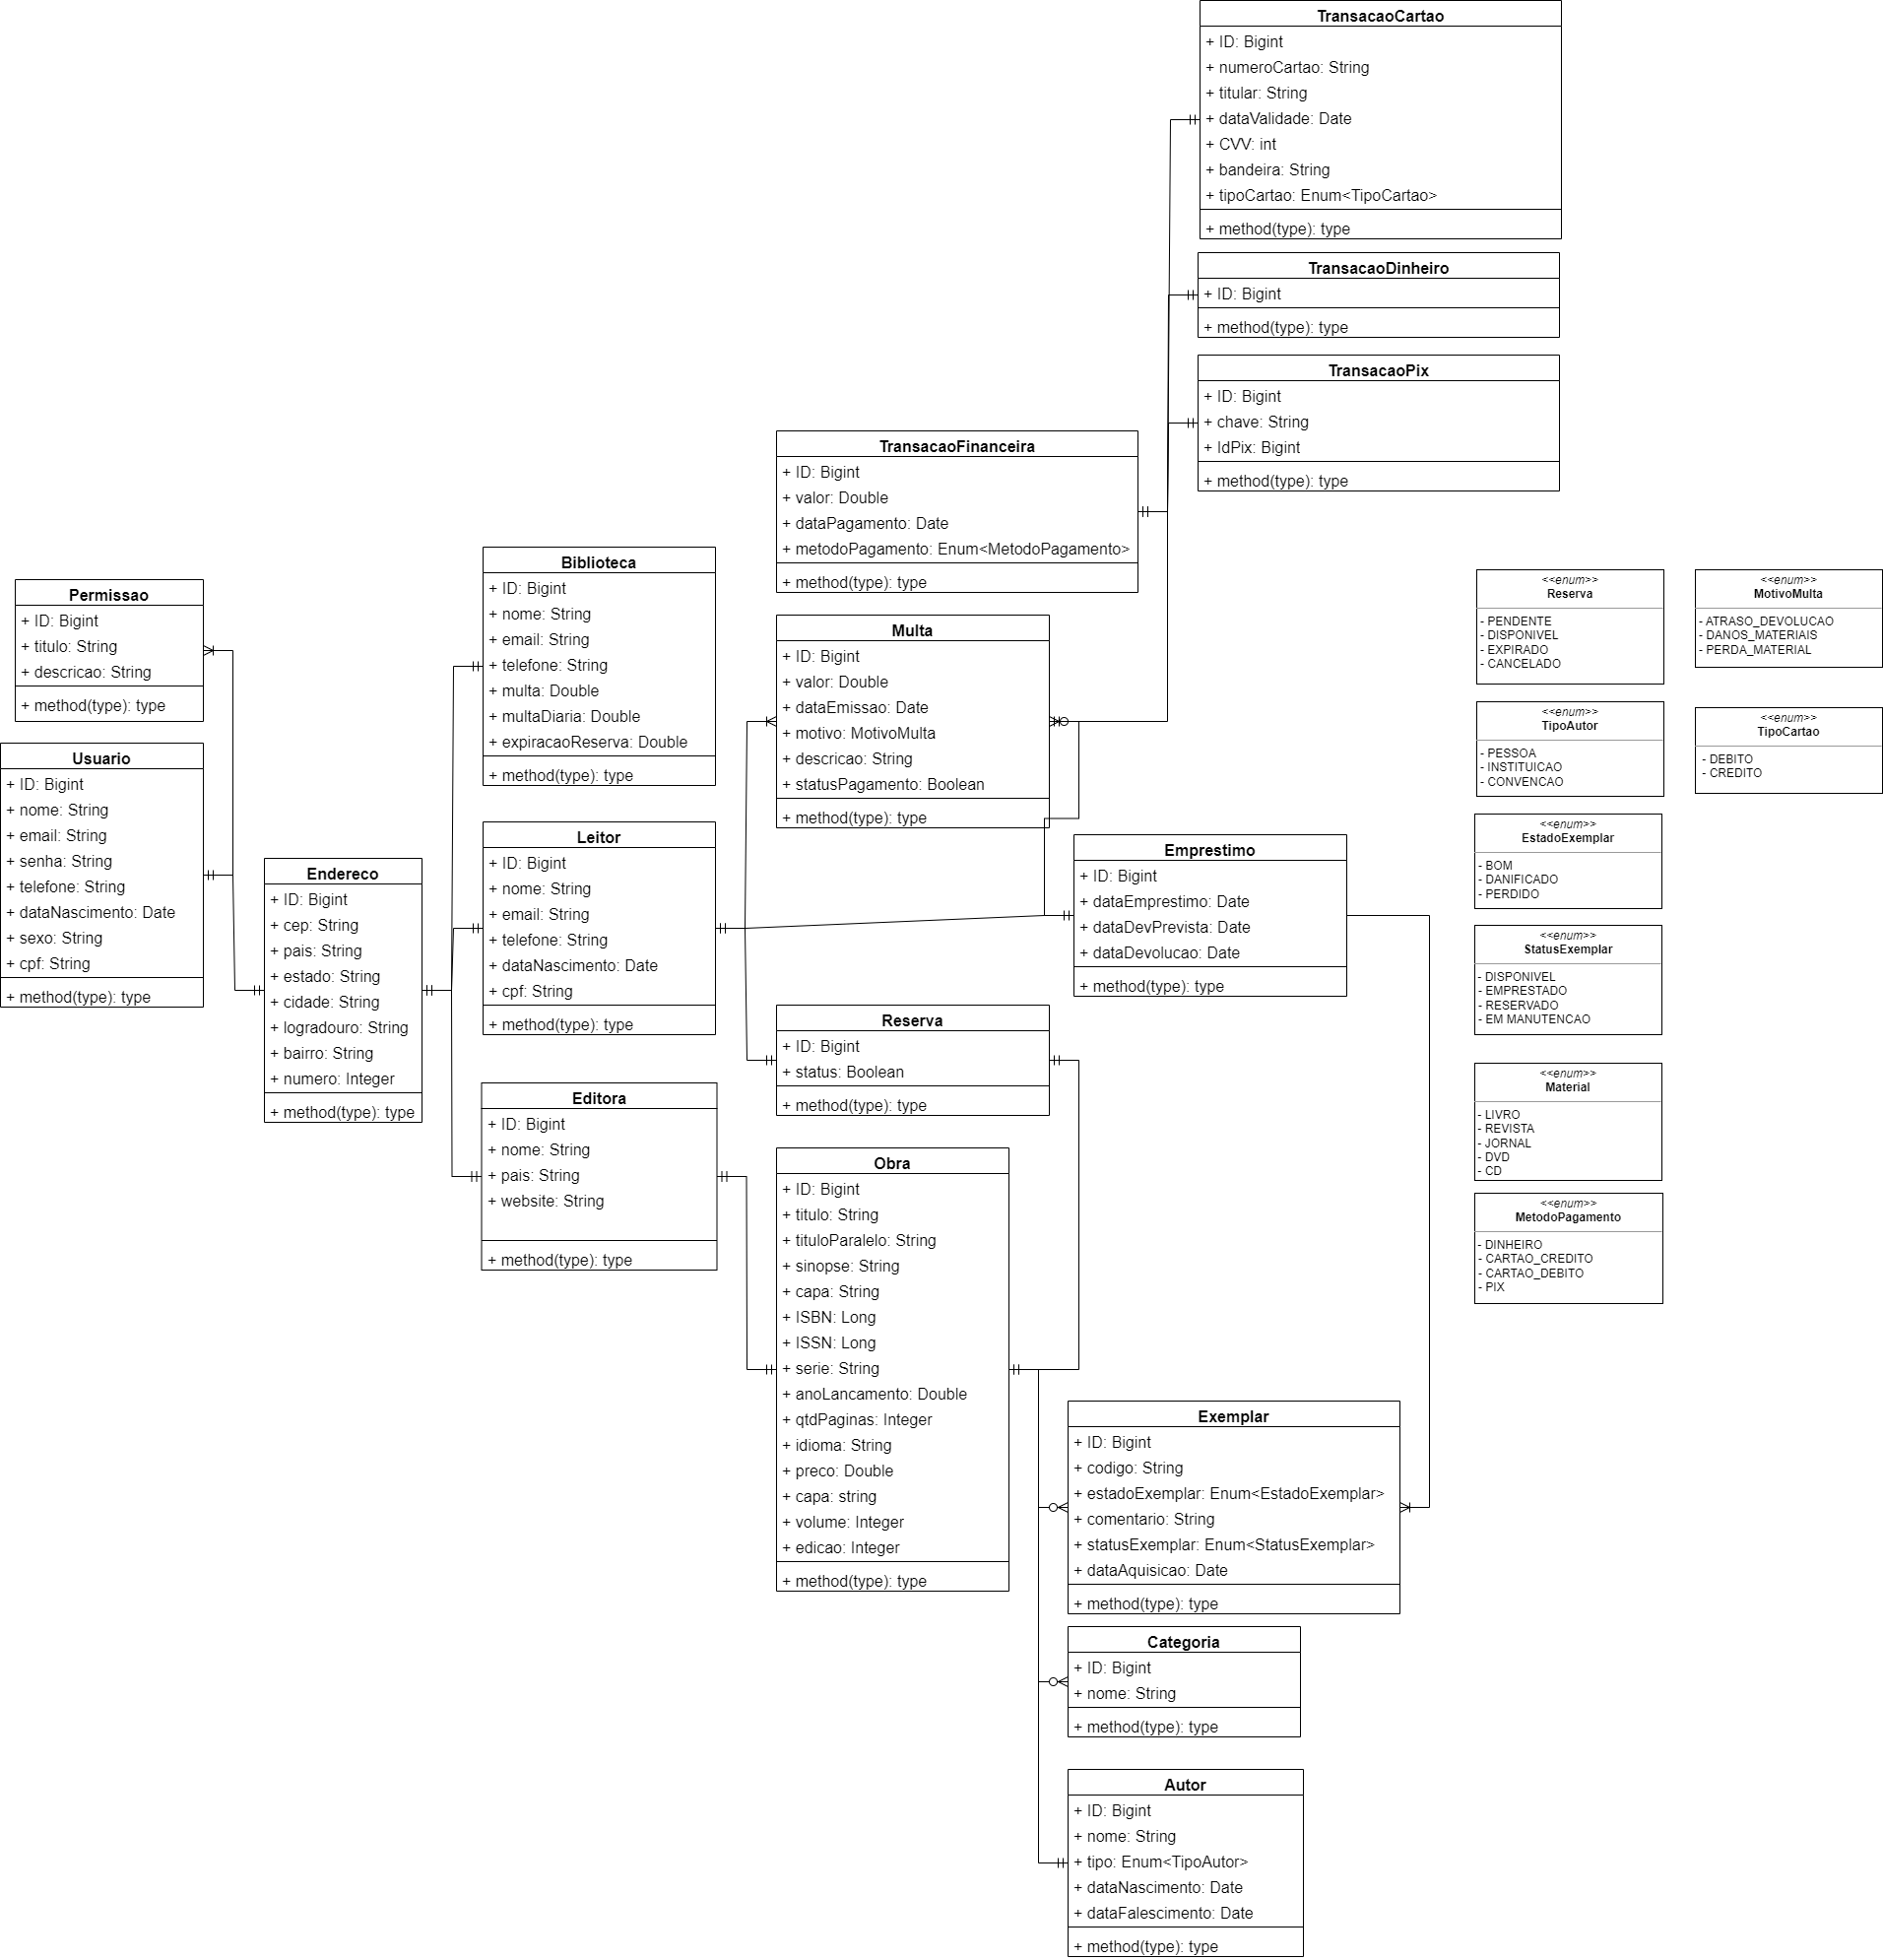 TransacaoCartao
+ ID: Bigint
+ numeroCartao: String
+ titular: String
+ dataValidade: Date
+ CVV: int
+ bandeira: String
+ tipoCartao: Enum<TipoCartao>
+ method(type): type
TransacaoDinheiro
+ ID: Bigint
+ method(type): type
TransacaoPix
+ ID: Bigint
+ chave: String
+ IdPix: Bigint
+ method(type): type
TransacaoFinanceira
+ ID: Bigint
+ valor: Double
+ dataPagamento: Date
+ metodoPagamento: Enum<MetodoPagamento>
+ method(type): type
Permissao
+ ID: Bigint
+ titulo: String
+ descricao: String
+ method(type): type
Usuario
+ ID: Bigint
+ nome: String
+ email: String
+ senha: String
+ telefone: String
+ dataNascimento: Date
+ sexo: String
+ cpf: String
+ method(type): type
Endereco
+ ID: Bigint
+ cep: String
+ pais: String
+ estado: String
+ cidade: String
+ logradouro: String
+ bairro: String
+ numero: Integer
+ method(type): type
Biblioteca
+ ID: Bigint
+ nome: String
+ email: String
+ telefone: String
+ multa: Double
+ multaDiaria: Double
+ expiracaoReserva: Double
+ method(type): type
Leitor
+ ID: Bigint
+ nome: String
+ email: String
+ telefone: String
+ dataNascimento: Date
+ cpf: String
+ method(type): type
Editora
+ ID: Bigint
+ nome: String
+ pais: String
+ website: String
+ method(type): type
Multa
+ ID: Bigint
+ valor: Double
+ dataEmissao: Date
+ motivo: MotivoMulta
+ descricao: String
+ statusPagamento: Boolean
+ method(type): type
Emprestimo
+ ID: Bigint
+ dataEmprestimo: Date
+ dataDevPrevista: Date
+ dataDevolucao: Date
+ method(type): type
Reserva
+ ID: Bigint
+ status: Boolean
+ method(type): type
Obra
+ ID: Bigint
+ titulo: String
+ tituloParalelo: String
+ sinopse: String
+ capa: String
+ ISBN: Long
+ ISSN: Long
+ serie: String
+ anoLancamento: Double
+ qtdPaginas: Integer
+ idioma: String
+ preco: Double
+ capa: string
+ volume: Integer
+ edicao: Integer
+ method(type): type
Exemplar
+ ID: Bigint
+ codigo: String
+ estadoExemplar: Enum<EstadoExemplar>
+ comentario: String
+ statusExemplar: Enum<StatusExemplar>
+ dataAquisicao: Date
+ method(type): type
Categoria
+ ID: Bigint
+ nome: String
+ method(type): type
Autor
+ ID: Bigint
+ nome: String
+ tipo: Enum<TipoAutor>
+ dataNascimento: Date
+ dataFalescimento: Date
+ method(type): type
<<enum>>
Reserva
- PENDENTE
- DISPONIVEL
- EXPIRADO
- CANCELADO
<<enum>>
MotivoMulta
- ATRASO_DEVOLUCAO
- DANOS_MATERIAIS
- PERDA_MATERIAL
<<enum>>
TipoAutor
- PESSOA
- INSTITUICAO
- CONVENCAO
<<enum>>
TipoCartao
- DEBITO
- CREDITO
<<enum>>
EstadoExemplar
- BOM
- DANIFICADO
- PERDIDO
<<enum>>
StatusExemplar
- DISPONIVEL
- EMPRESTADO
- RESERVADO
- EM MANUTENCAO
<<enum>>
Material
- LIVRO
- REVISTA
- JORNAL
- DVD
- CD
<<enum>>
MetodoPagamento
- DINHEIRO
- CARTAO_CREDITO
- CARTAO_DEBITO
- PIX